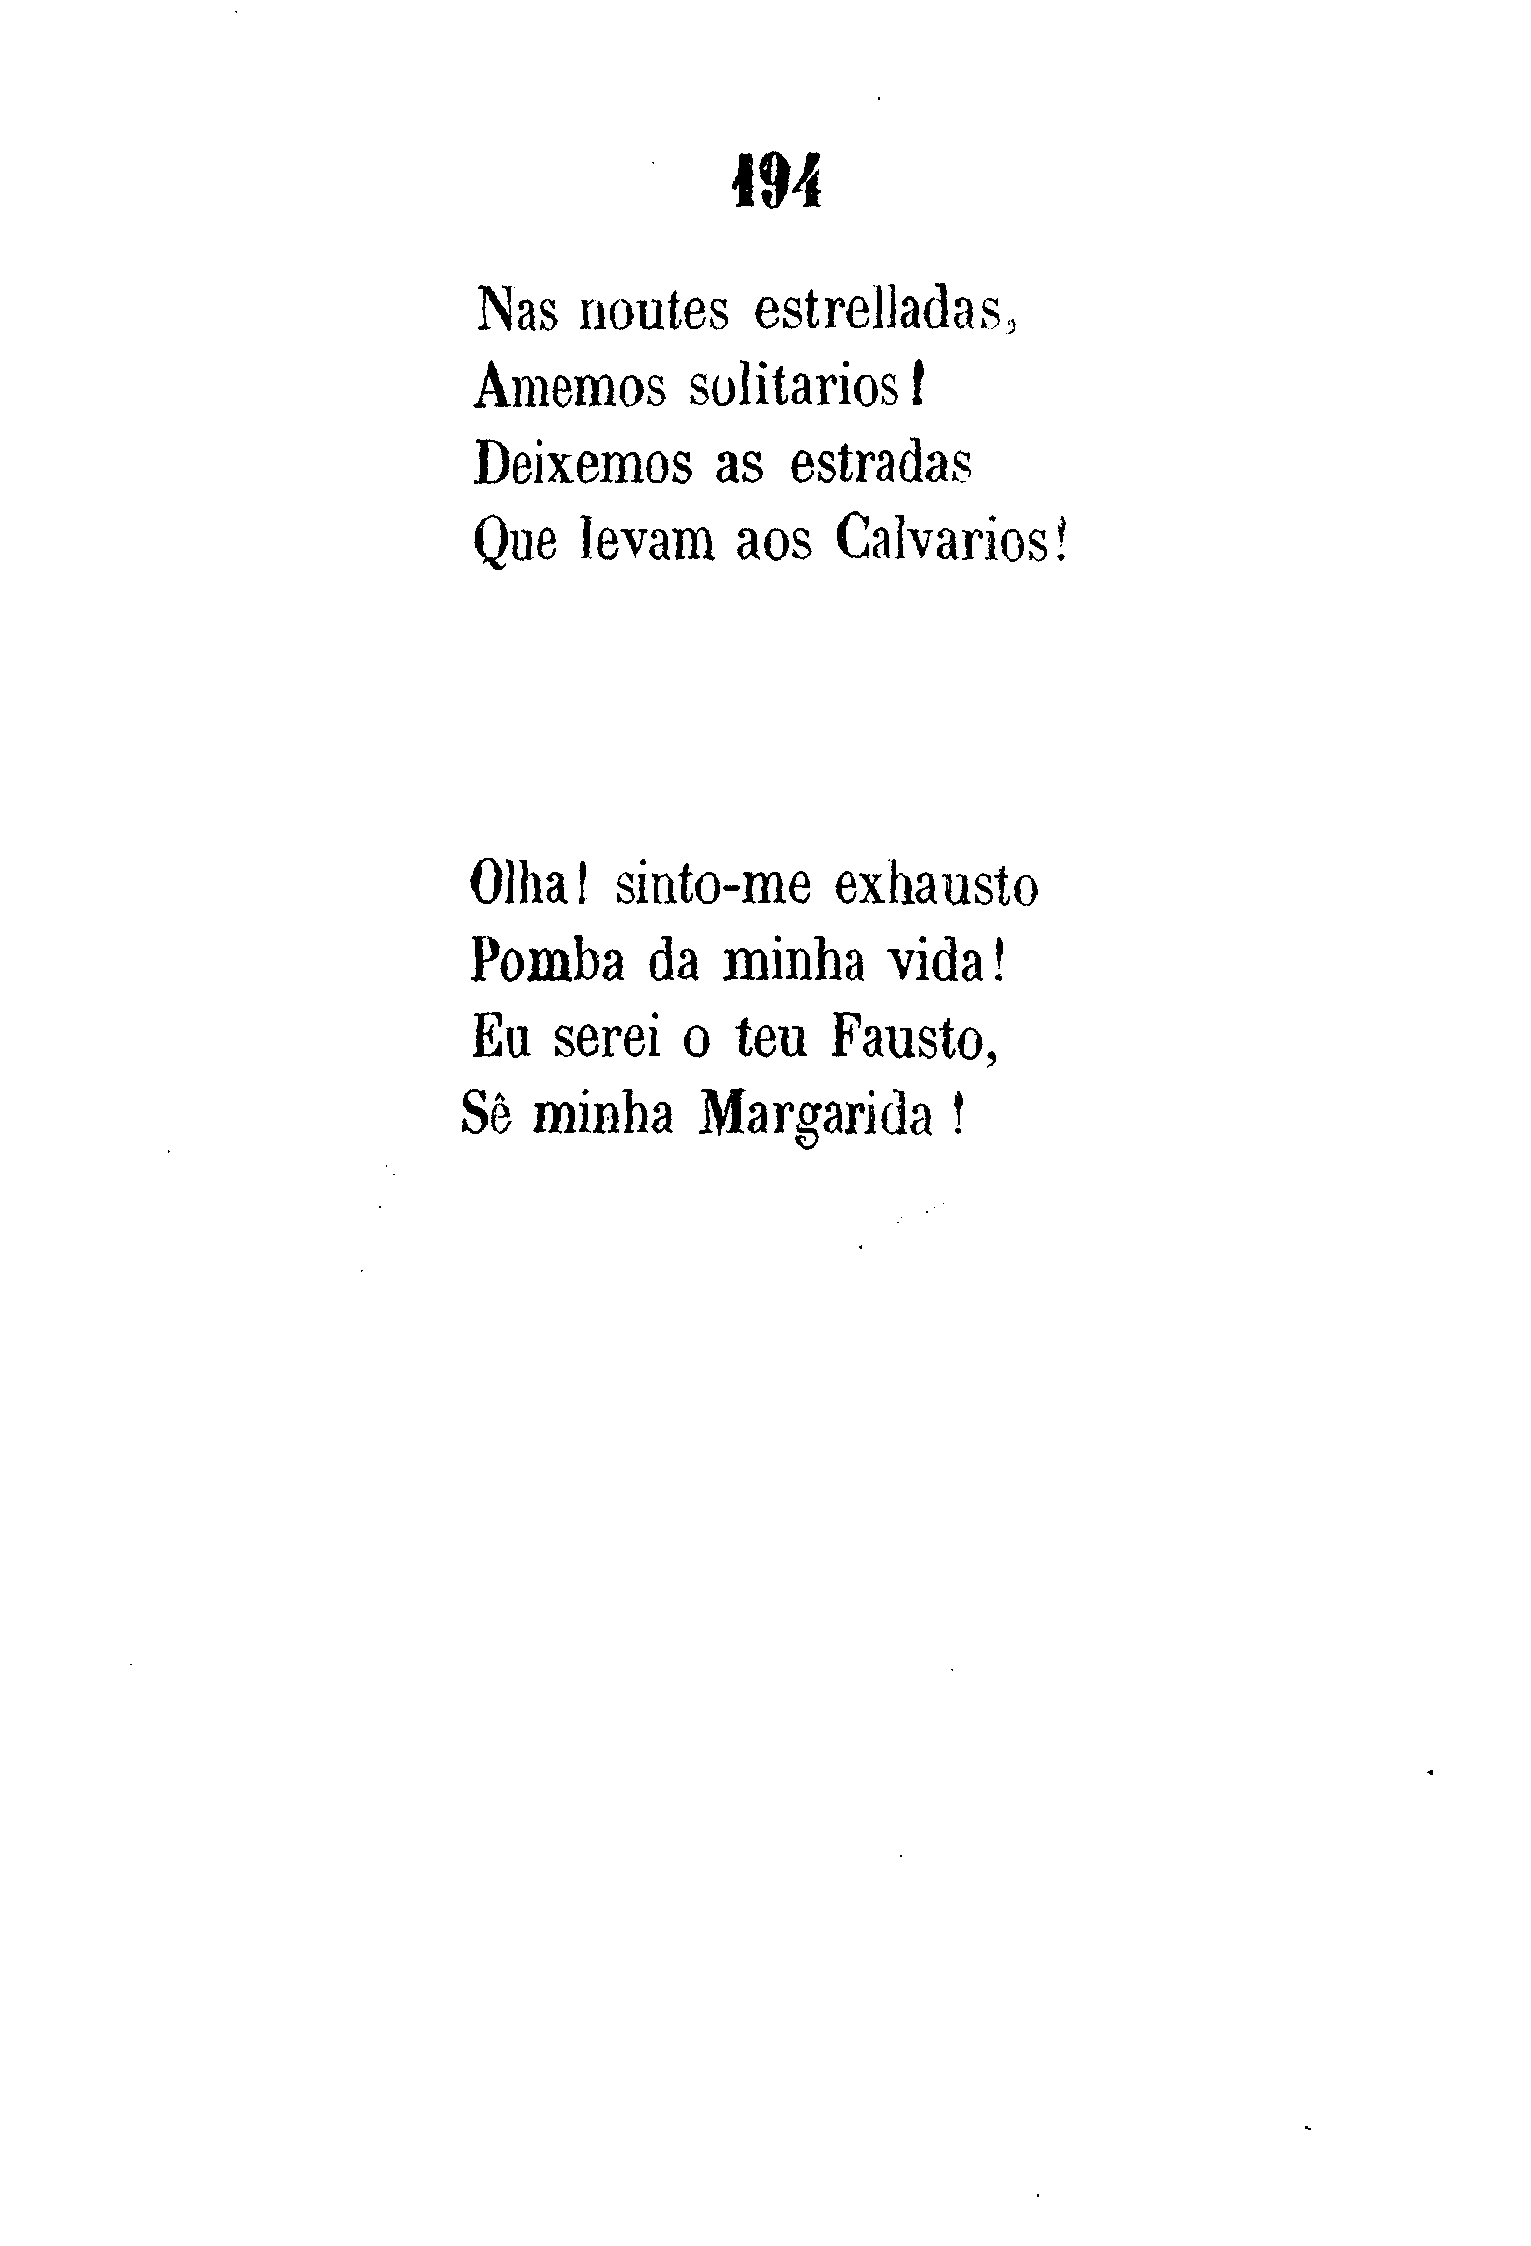 194
Nas noutes estrelladas,
Amemos solitarios!
Deixemos as estradas
Que levam aos Calvarios!
Olha! sinto-me exhausto
Pomba da minha vida!
Eu serei o teu Fausto,
Sê minha Margarida!